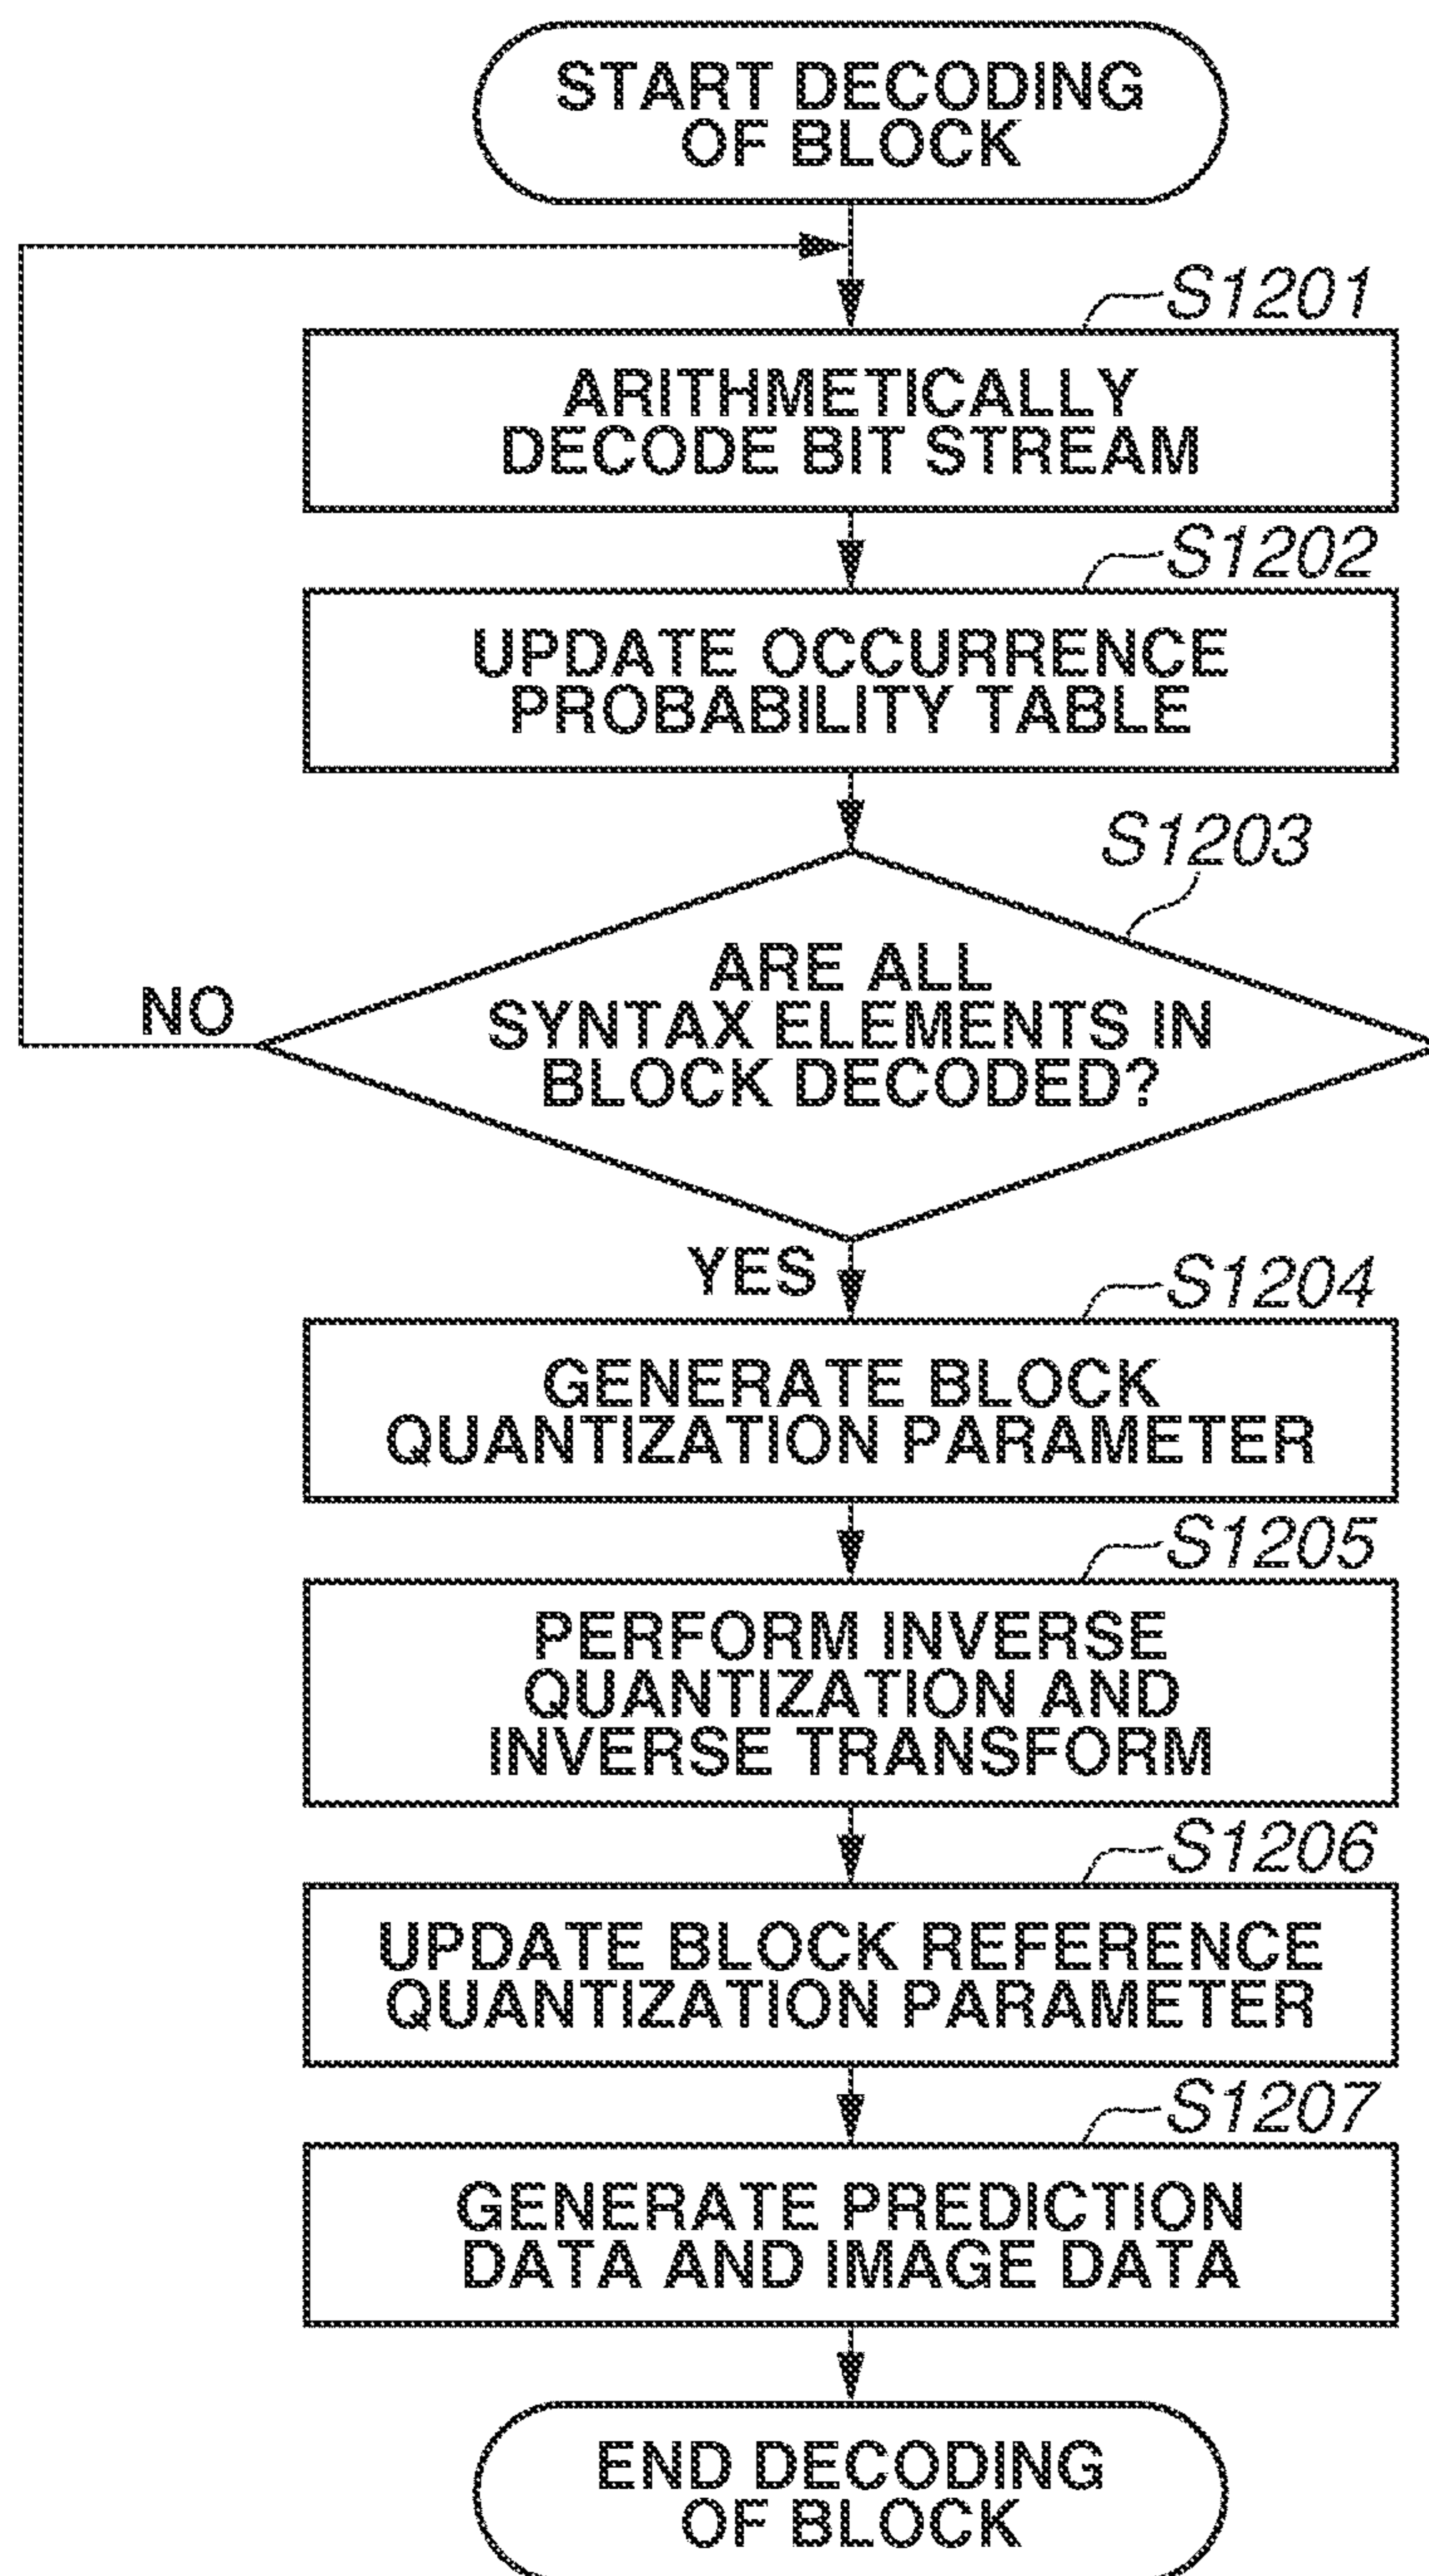 START DECODING
OF BLOCK
S1201
ARITHMETICALLY
DECODE BIT STREAM
S1202
UPDATE OCCURRENCE
PROBABILITY TABLE
S1203
ARE ALL
SYNTAX ELEMENTS IN
BLOCK DECODED?
NO
YES
S1204
GENERATE BLOCK
QUANTIZATION PARAMETER
S1205
PERFORM INVERSE
QUANTIZATION AND
INVERSE TRANSFORM
S1206
UPDATE BLOCK REFERENCE
QUANTIZATION PARAMETER
S1207
GENERATE PREDICTION
DATA AND IMAGE DATA
END DECODING
OF BLOCK